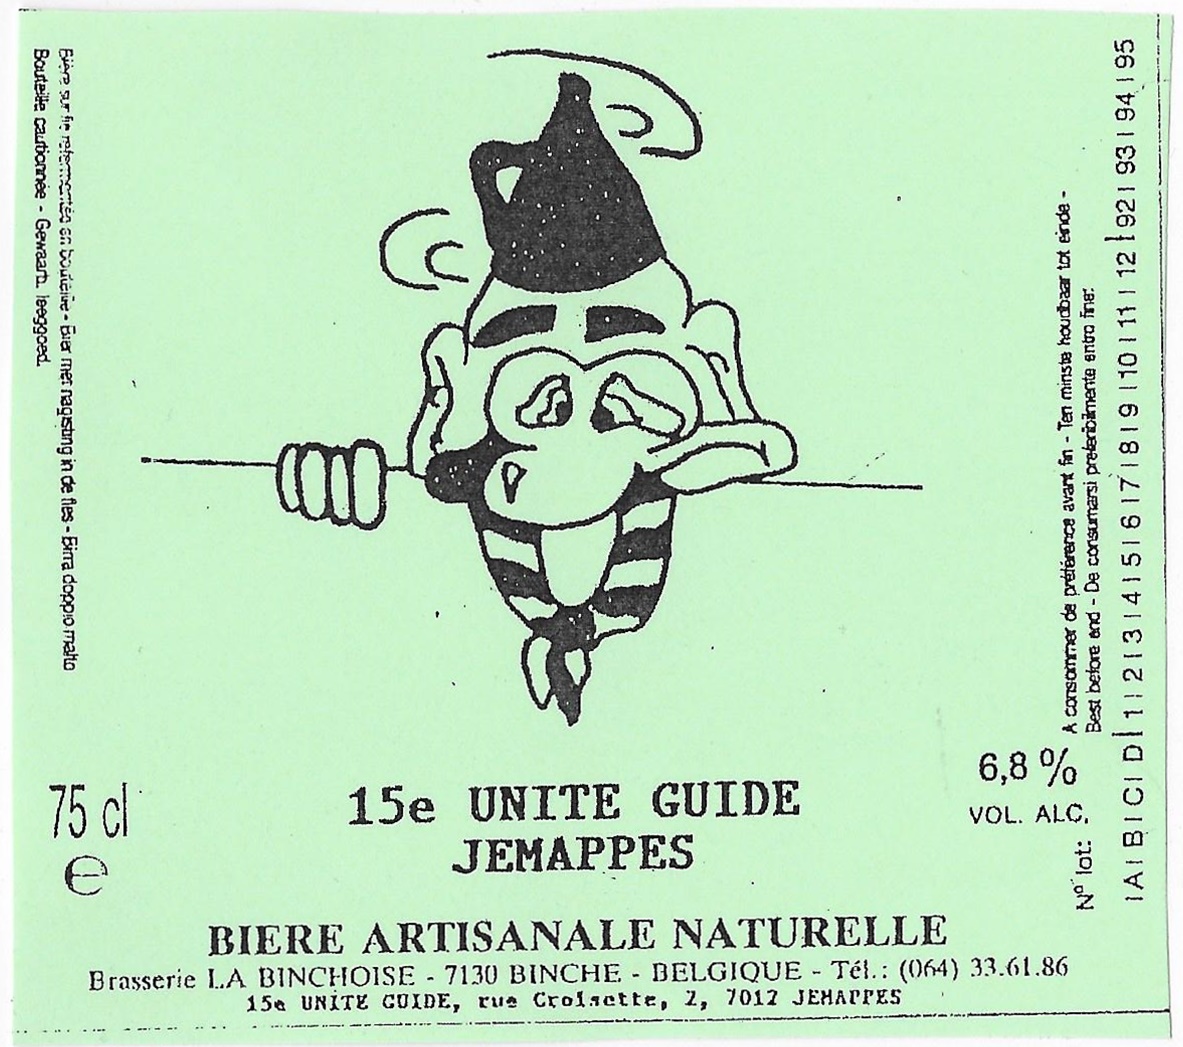 Bière sur lie refermentée en bouteille - Bier met nagisting in de fles - Birra doppio malto
Bouteille cautionnée - Gewaarb. leeggoed.
A consommer de préférence avant fin - Ten minste houdbaar tot einde -
Best before end - De consumarsi preferibilmente entro fine:
N° lot:
|A|B|C|D|1|2|3|4|5|6|7|8|9|10|11|12|92|93|94|95
75 cl
e
6,8 %
VOL. ALC.
15e UNITE GUIDE
JEMAPPES
BIERE ARTISANALE NATURELLE
Brasserie LA BINCHOISE - 7130 BINCHE - BELGIQUE - Tél.: (064) 33.61.86
15e UNITE GUIDE, rue Croisette, 2, 7012 JEMAPPES